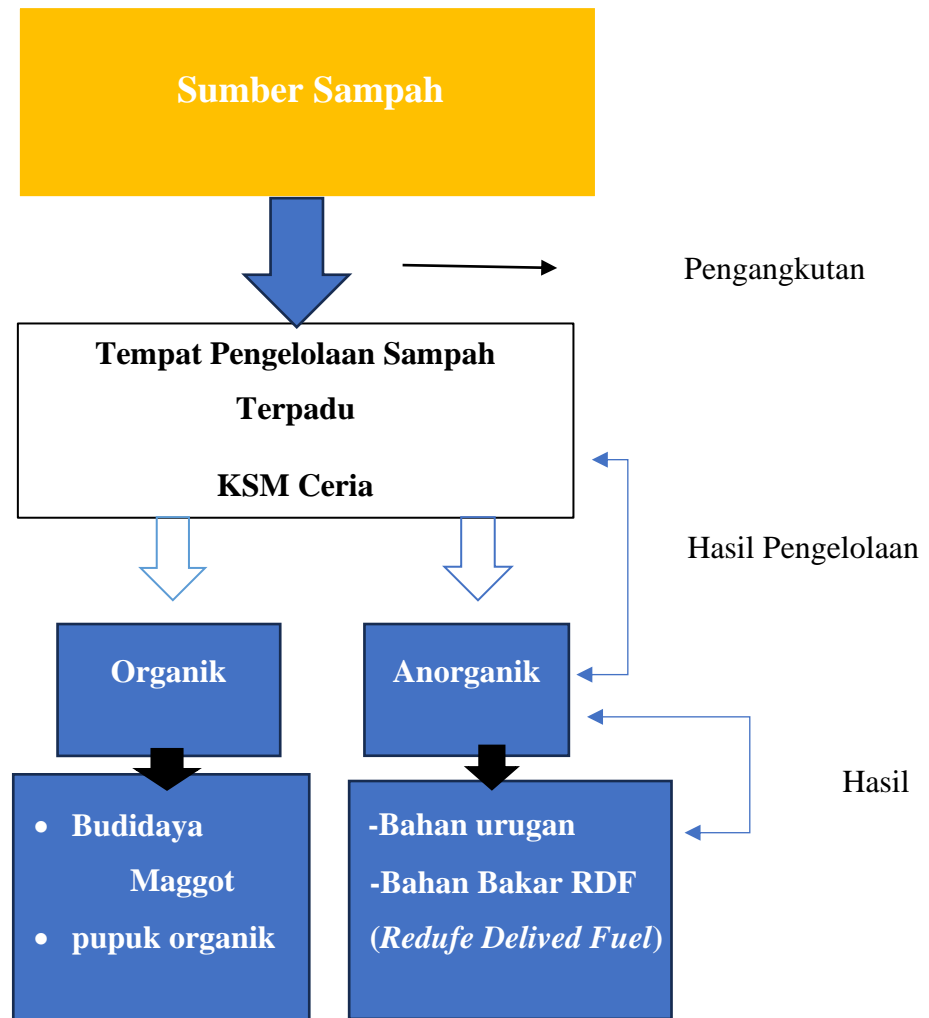 Sumber Sampah
Pengangkutan
Tempat Pengelolaan Sampah
Terpadu
KSM Ceria
Hasil Pengelolaan
Organik
Anorganik
Hasil
• Budidaya
Maggot
• pupuk organik
-Bahan urugan
-Bahan Bakar RDF
(Redufe Delived Fuel)